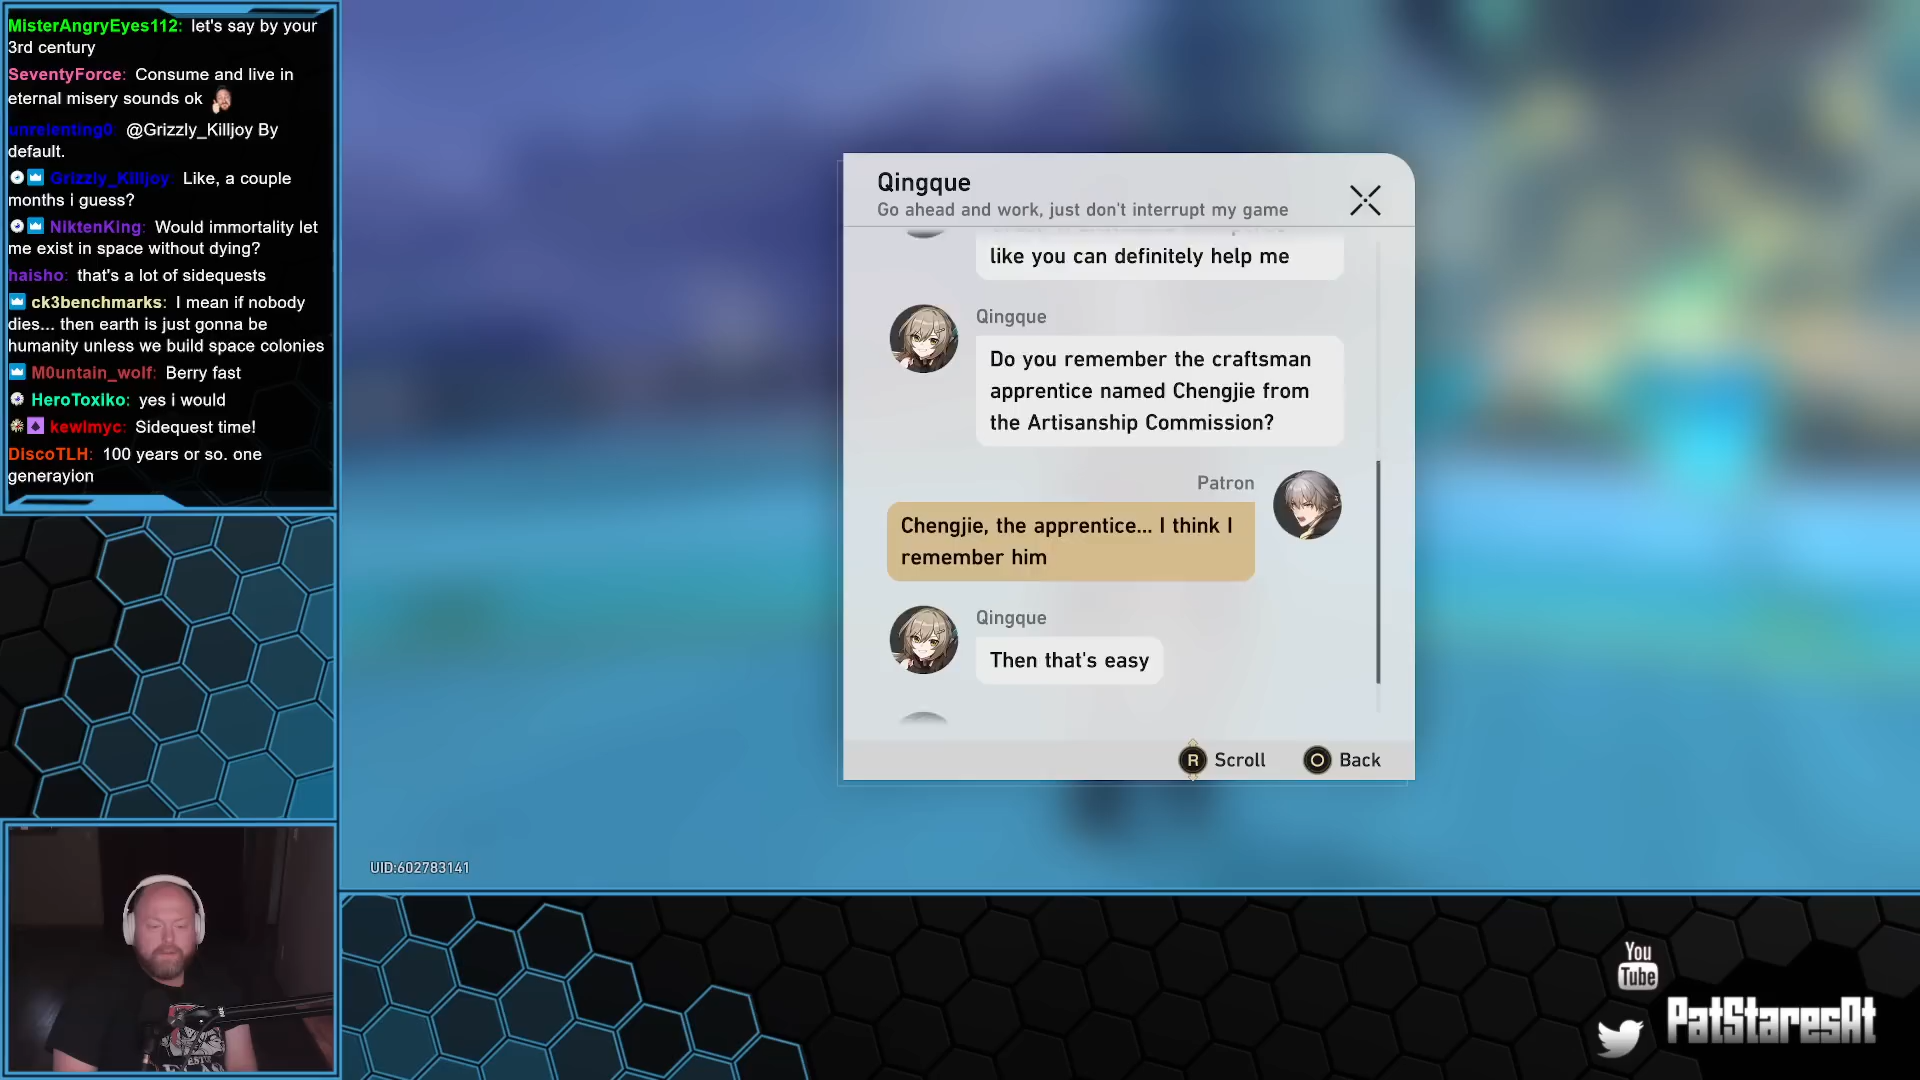 MisterAngryEyes112: let's say by your
3rd century
SeventyForce: Consume and live in
eternal misery sounds ok
unrelenting0: @Grizzly_Killjoy By
default.
Grizzly_Killjoy: Like, a couple
months i guess?
NiktenKing: Would immortality let
me exist in space without dying?
haisho: that's a lot of sidequests
ck3benchmarks: I mean if nobody
dies... then earth is just gonna be
humanity unless we build space colonies
M0untain_wolf: Berry fast
HeroToxiko: yes i would
kewlmyc: Sidequest time!
DiscoTLH: 100 years or so. one
generayion
Qingque
Go ahead and work, just don't interrupt my game
like you can definitely help me
Qingque
Do you remember the craftsman
apprentice named Chengjie from
the Artisanship Commission?
Patron
Chengjie, the apprentice... I think I
remember him
Qingque
Then that's easy
R Scroll
Back
UID:602783141
You
Tube
PatStaresAt